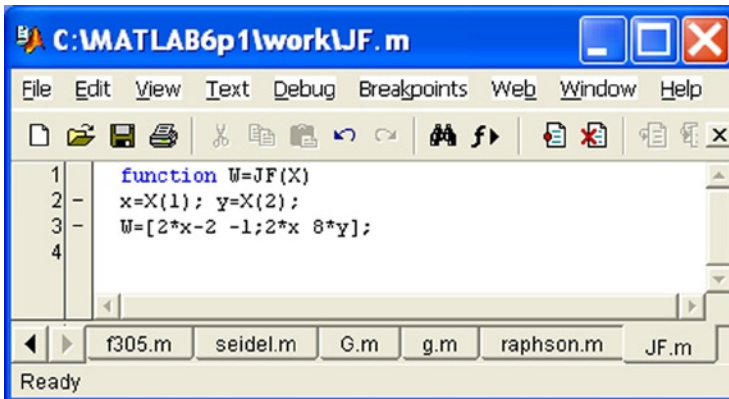 C:\MATLAB6p1\work\JF.m
File Edit View Text Debug Breakpoints Web Window Help
1 function W=JF(X)
2 - x=X(1); y=X(2);
3 - W=[2*x-2 -1;2*x 8*y];
4
f305.m seidel.m G.m g.m raphson.m JF.m
Ready